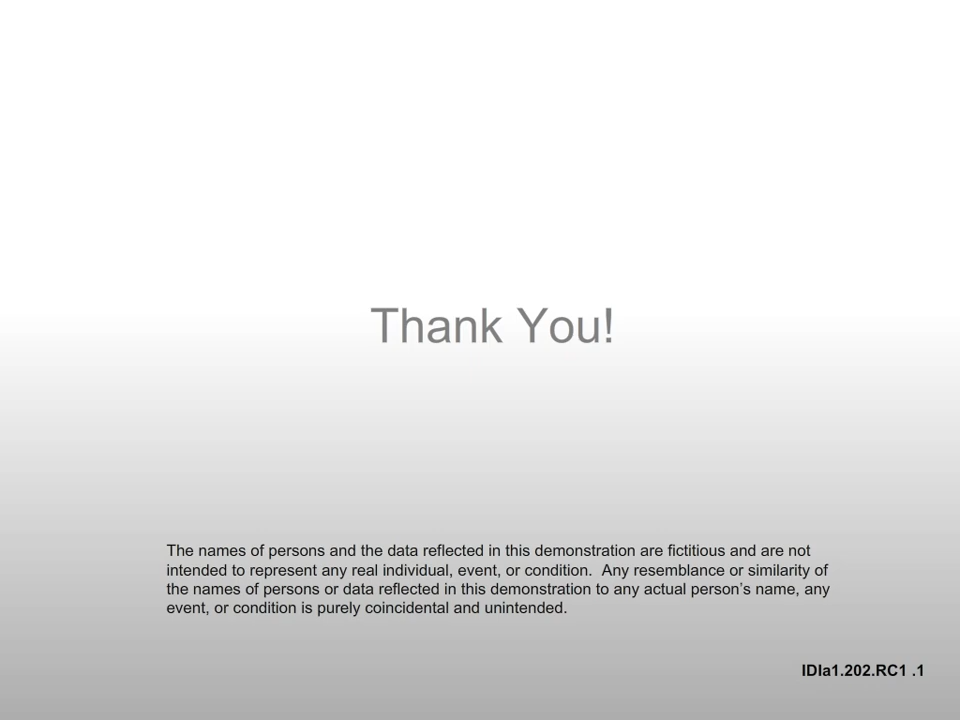 Thank You!
The names of persons and the data reflected in this demonstration are fictitious and are not
intended to represent any real individual, event, or condition.  Any resemblance or similarity of
the names of persons or data reflected in this demonstration to any actual person’s name, any
event, or condition is purely coincidental and unintended.
IDIa1.202.RC1 .1